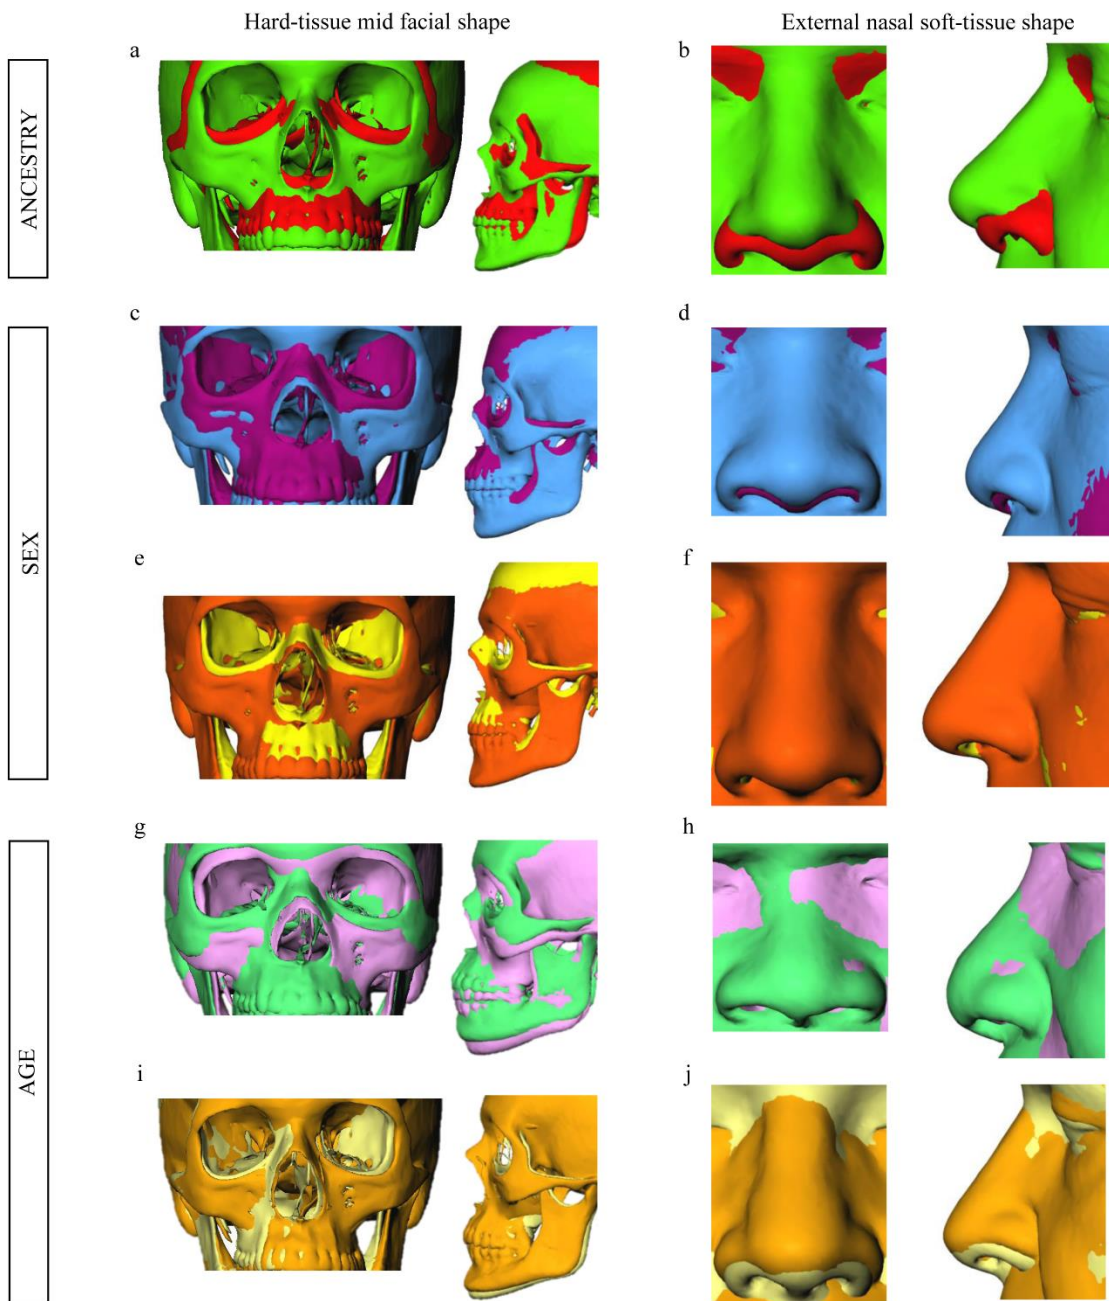 Hard-tissue mid facial shape
External nasal soft-tissue shape
a
b
ANCESTRY
c
d
SEX
e
f
g
h
AGE
i
j